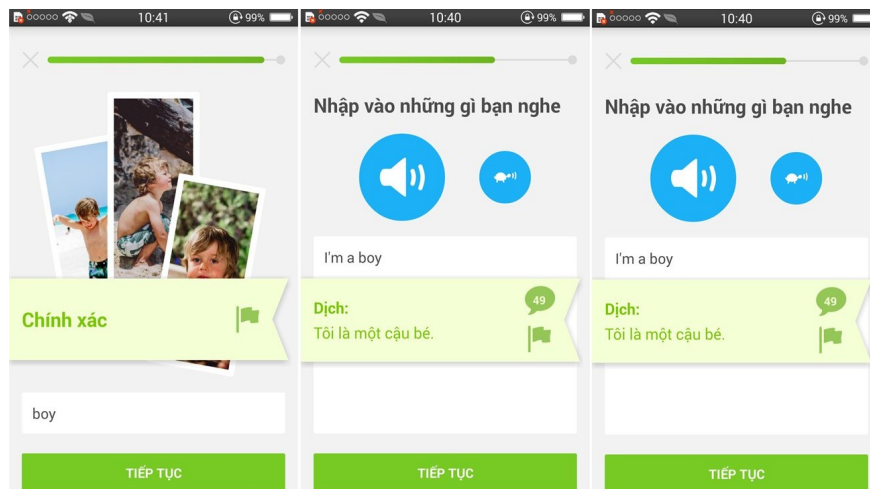 10:41
99%
Chính xác
boy
TIẾP TỤC
10:40
99%
Nhập vào những gì bạn nghe
I'm a boy
Dịch:
49
Tôi là một cậu bé.
TIẾP TỤC
10:40
99%
Nhập vào những gì bạn nghe
I'm a boy
Dịch:
49
Tôi là một cậu bé.
TIẾP TỤC